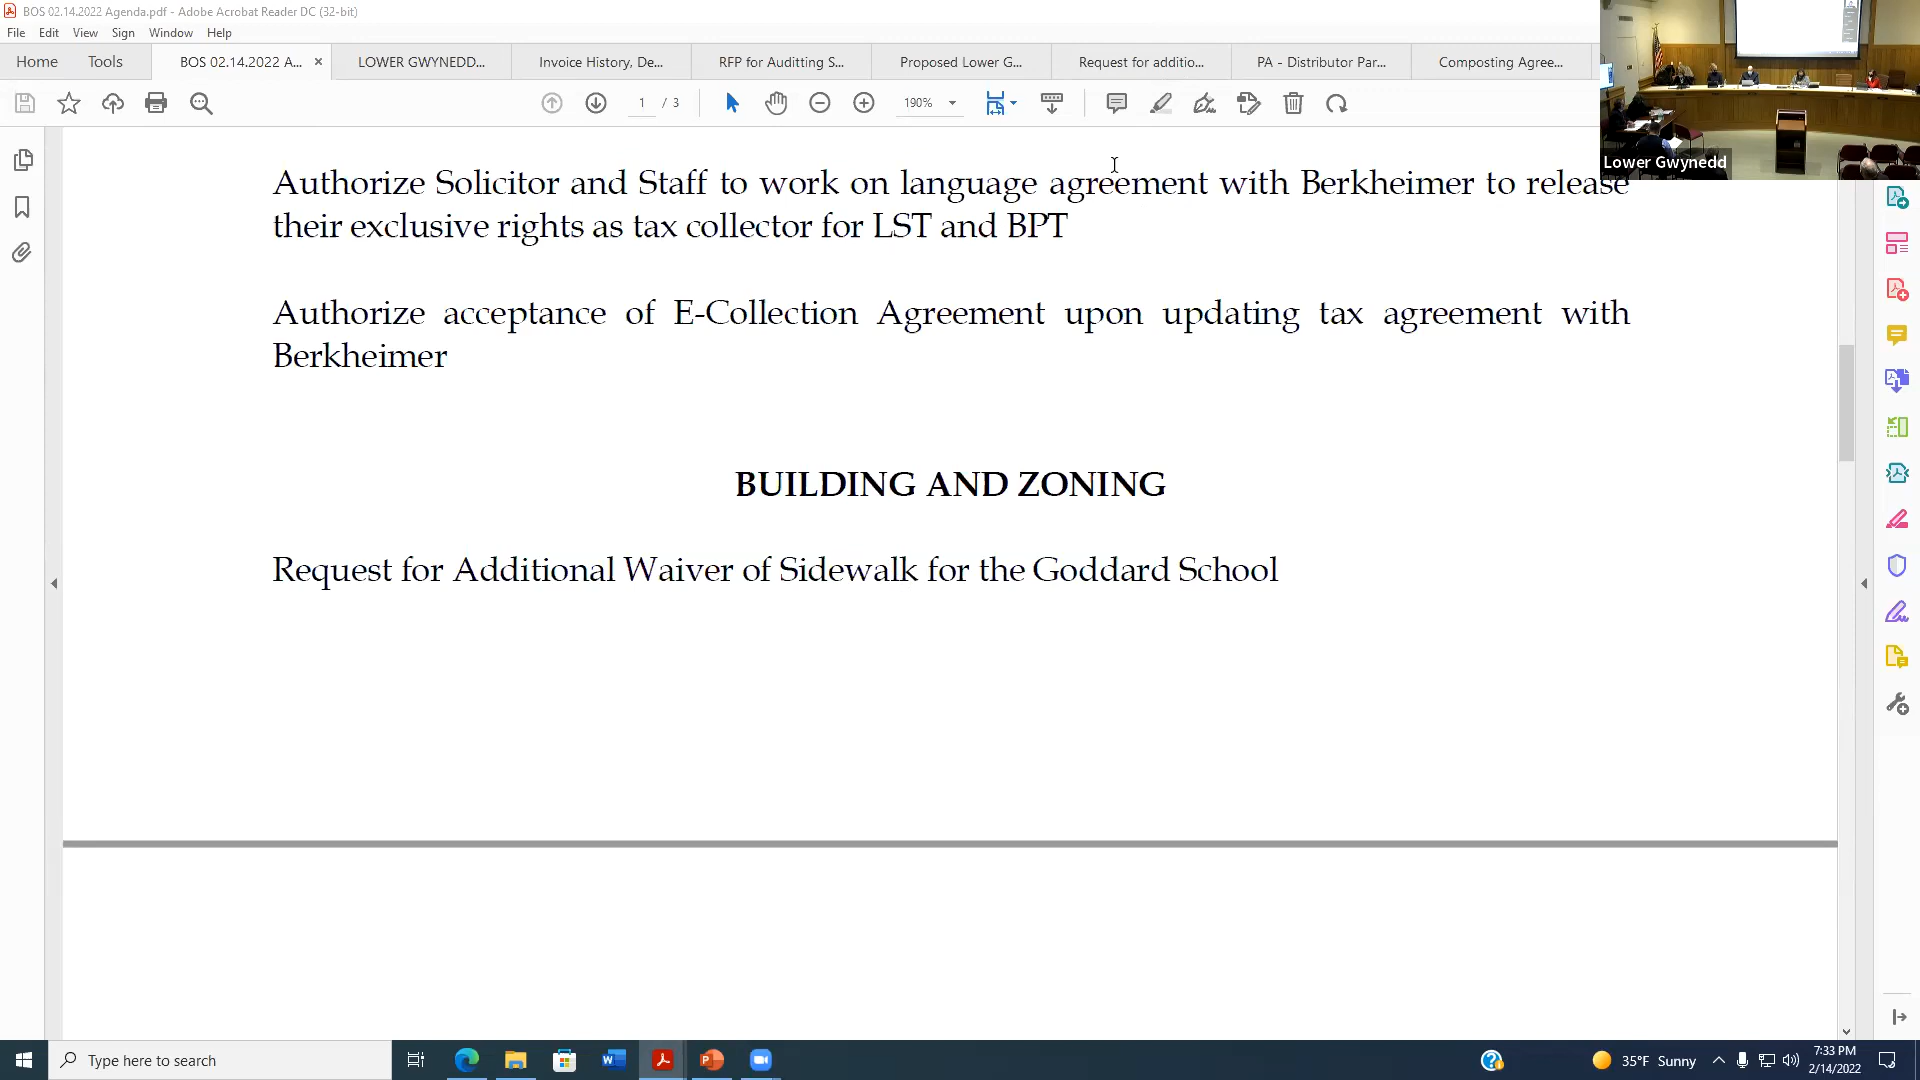 BOS 02.14.2022 Agenda.pdf - Adobe Acrobat Reader DC (32-bit)
File Edit View Sign Window Help
Home Tools BOS 02.14.2022 A... × LOWER GWYNEDD... Invoice History, De... RFP for Auditting S... Proposed Lower G... Request for additio... PA - Distributor Par... Composting Agree...
1 / 3 190%
Lower Gwynedd
Authorize Solicitor and Staff to work on language agreement with Berkheimer to release
their exclusive rights as tax collector for LST and BPT
Authorize acceptance of E-Collection Agreement upon updating tax agreement with
Berkheimer
BUILDING AND ZONING
Request for Additional Waiver of Sidewalk for the Goddard School
Type here to search
35°F Sunny
7:33 PM
2/14/2022